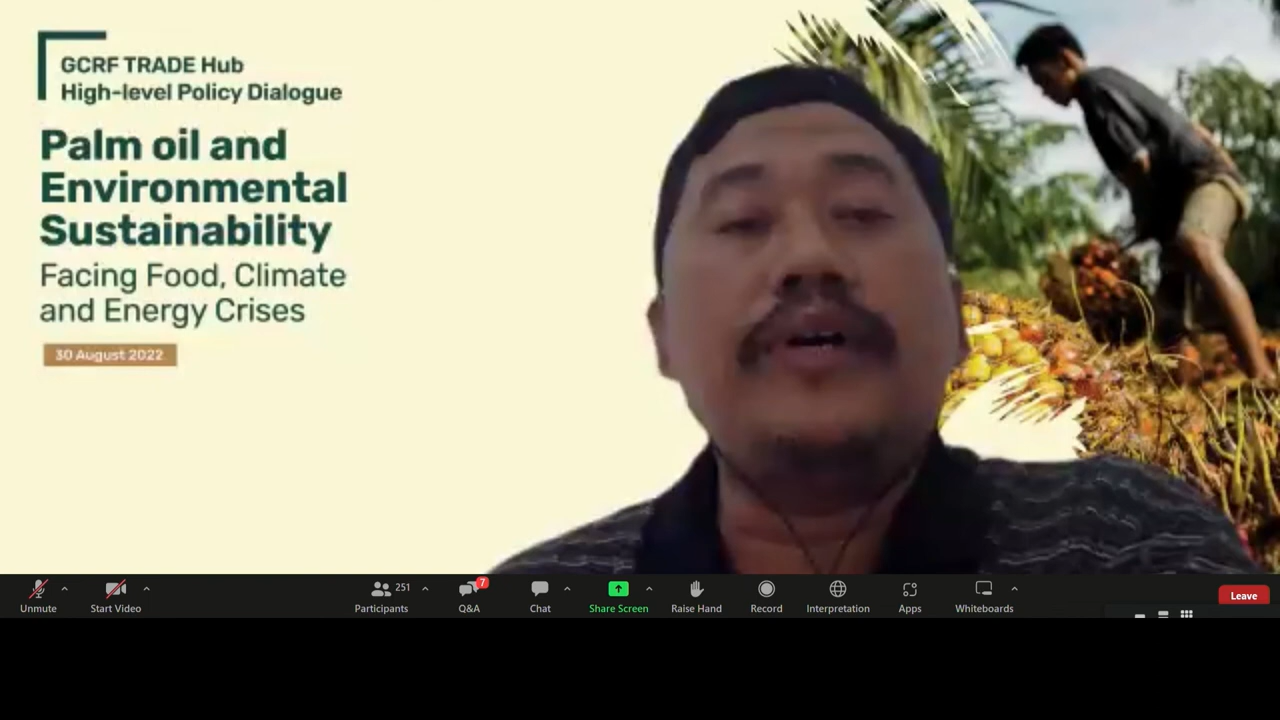 GCRF TRADE Hub
High-level Policy Dialogue
Palm oil and
Environmental
Sustainability
Facing Food, Climate
and Energy Crises
30 August 2022
Unmute
Start Video
251
Participants
7
Q&A
Chat
Share Screen
Raise Hand
Record
Interpretation
Apps
Whiteboards
Leave